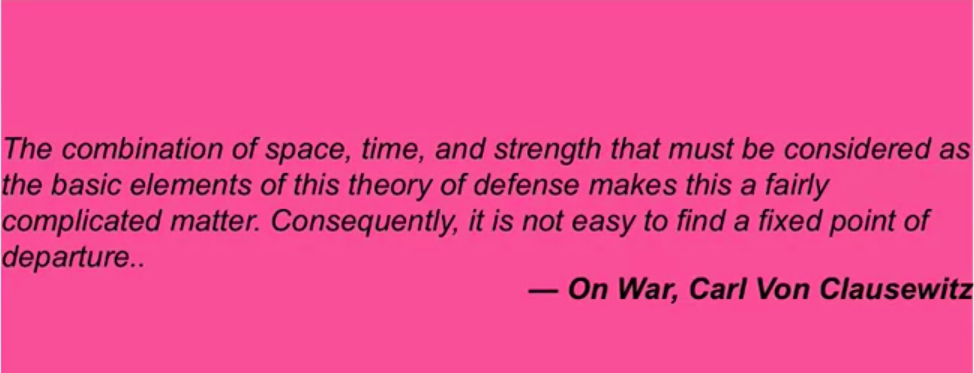 The combination of space, time, and strength that must be considered as
the basic elements of this theory of defense makes this a fairly
complicated matter. Consequently, it is not easy to find a fixed point of
departure..
— On War, Carl Von Clausewitz